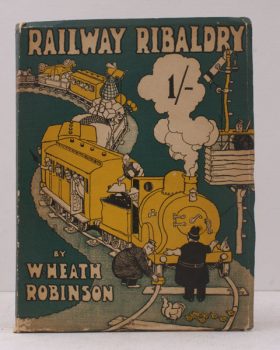 RAILWAY RIBALDRY
1/-
BY
W HEATH
ROBINSON